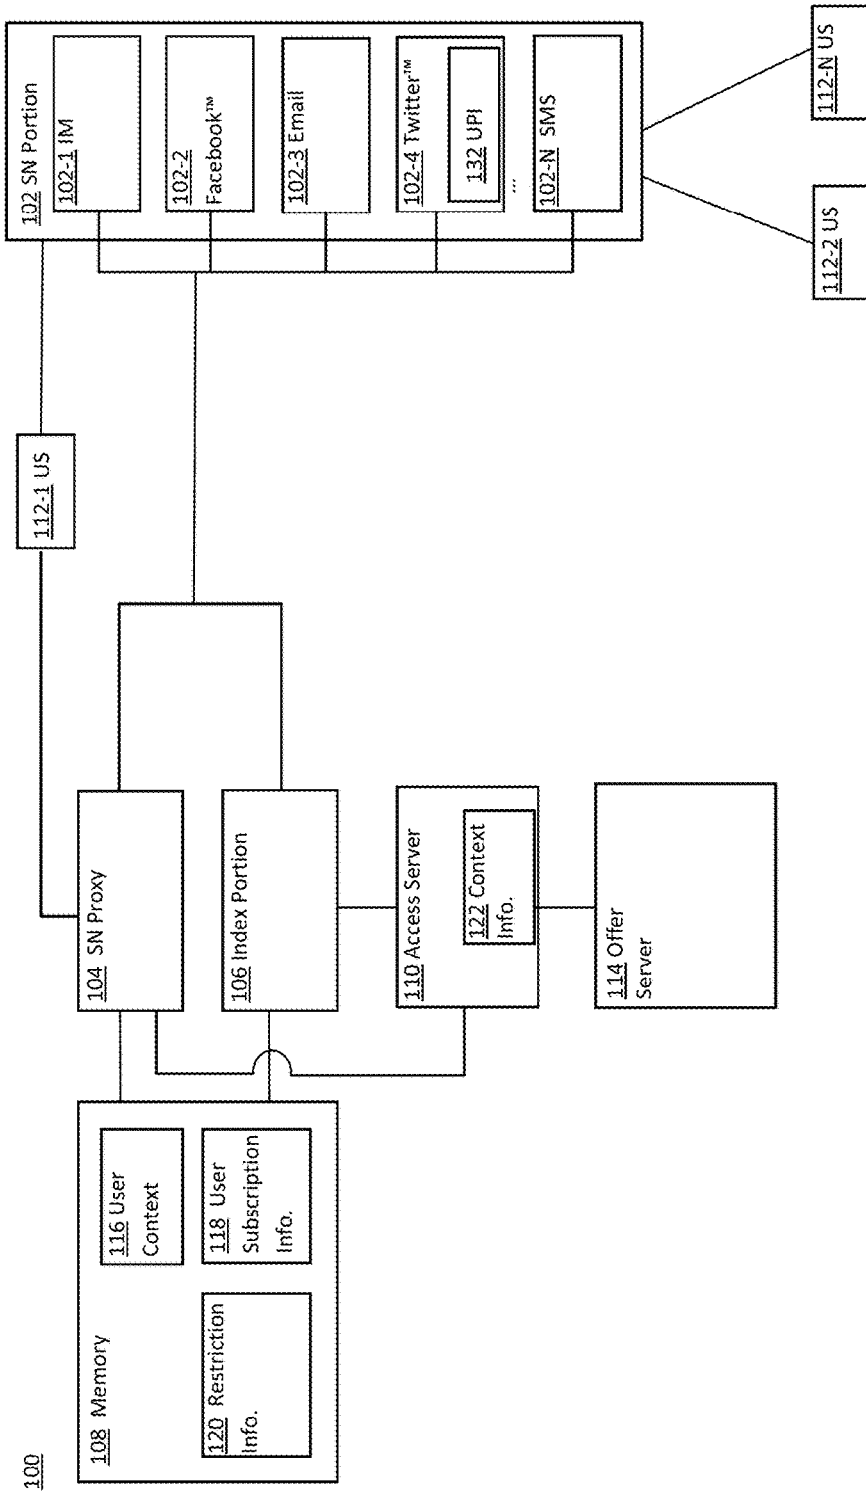 100
108 Memory
116 User
Context
120 Restriction
Info.
118 User
Subscription
Info.
104 SN Proxy
106 Index Portion
110 Access Server
122 Context
Info.
114 Offer
Server
112-1 US
102 SN Portion
102-1 IM
102-2
Facebook™
102-3 Email
102-4 Twitter™
132 UPI
...
102-N SMS
112-2 US
112-N US